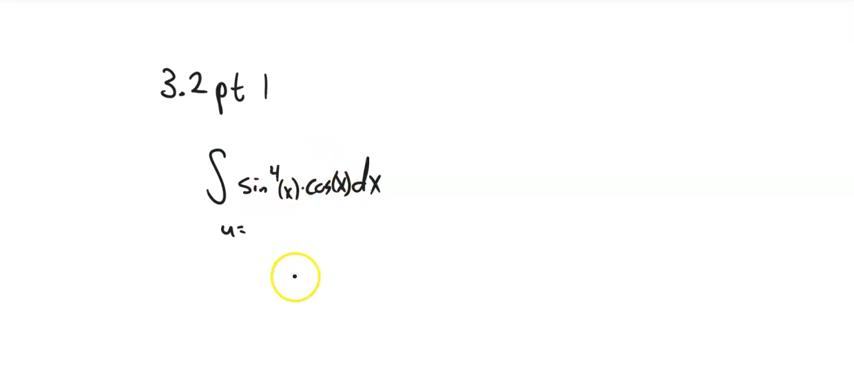 3.2 pt 1
∫ sin⁴(x)·cos(x)dx
u=